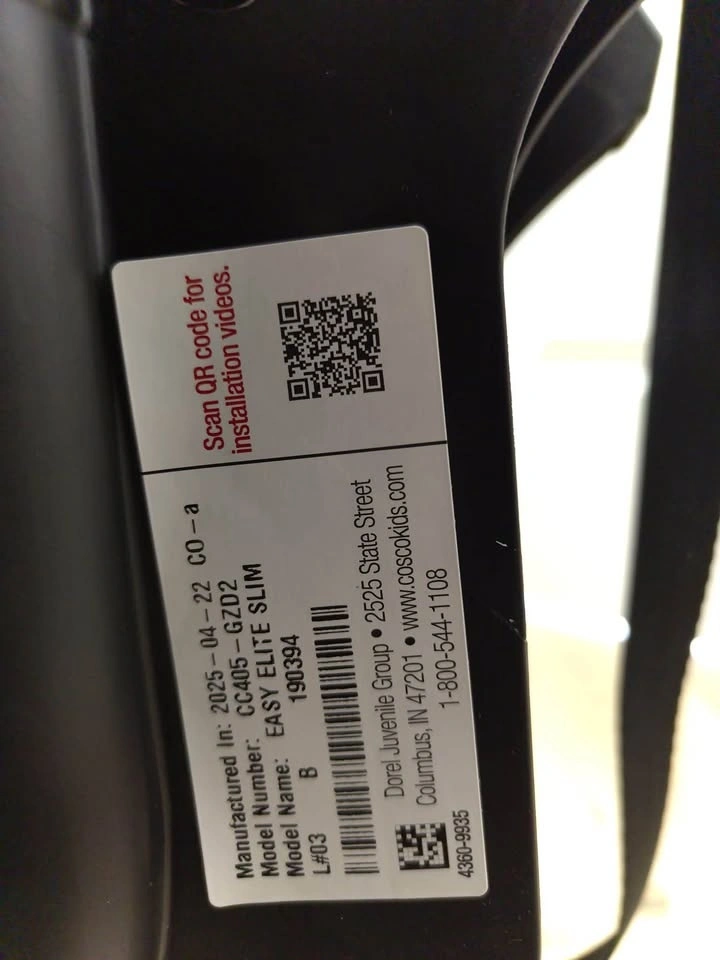 Scan QR code for
installation videos.
Manufactured In: 2025-04-22 CO-a
Model Number: CC405-GZD2
Model Name: EASY ELITE SLIM
L#03 B 190394
Dorel Juvenile Group • 2525 State Street
Columbus, IN 47201 • www.coscokids.com
1-800-544-1108
4360-9935